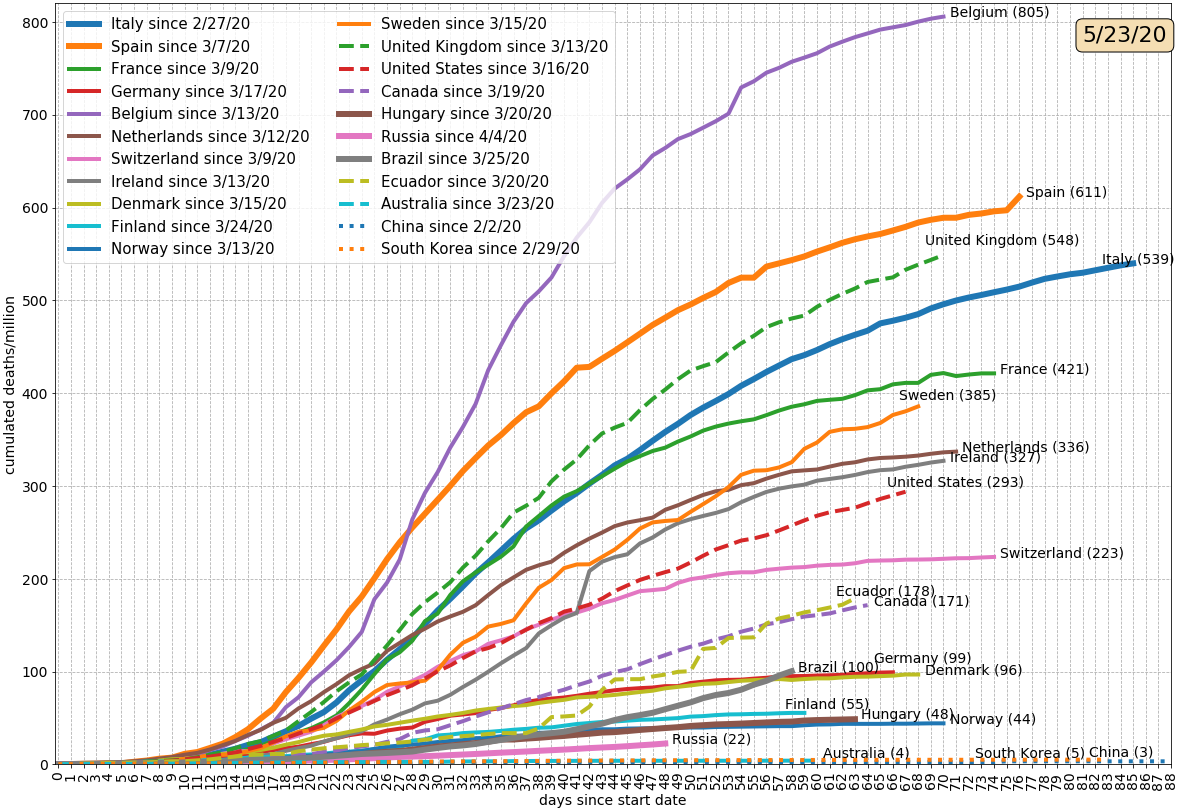 Italy since 2/27/20
Spain since 3/7/20
France since 3/9/20
Germany since 3/17/20
Belgium since 3/13/20
Netherlands since 3/12/20
Switzerland since 3/9/20
Ireland since 3/13/20
Denmark since 3/15/20
Finland since 3/24/20
Norway since 3/13/20
Sweden since 3/15/20
United Kingdom since 3/13/20
United States since 3/16/20
Canada since 3/19/20
Hungary since 3/20/20
Russia since 4/4/20
Brazil since 3/25/20
Ecuador since 3/20/20
Australia since 3/23/20
China since 2/2/20
South Korea since 2/29/20
5/23/20
Belgium (805)
Spain (611)
United Kingdom (548)
Italy (539)
France (421)
Sweden (385)
Netherlands (336)
Ireland (327)
United States (293)
Switzerland (223)
Ecuador (178)
Canada (171)
Germany (99)
Brazil (100)
Denmark (96)
Finland (55)
Hungary (48)
Norway (44)
Russia (22)
Australia (4)
South Korea (5)
China (3)
cumulated deaths/million
800
700
600
500
400
300
200
100
0
0 1 2 3 4 5 6 7 8 9 10 11 12 13 14 15 16 17 18 19 20 21 22 23 24 25 26 27 28 29 30 31 32 33 34 35 36 37 38 39 40 41 42 43 44 45 46 47 48 49 50 51 52 53 54 55 56 57 58 59 60 61 62 63 64 65 66 67 68 69 70 71 72 73 74 75 76 77 78 79 80 81 82 83 84 85 86 87 88
days since start date